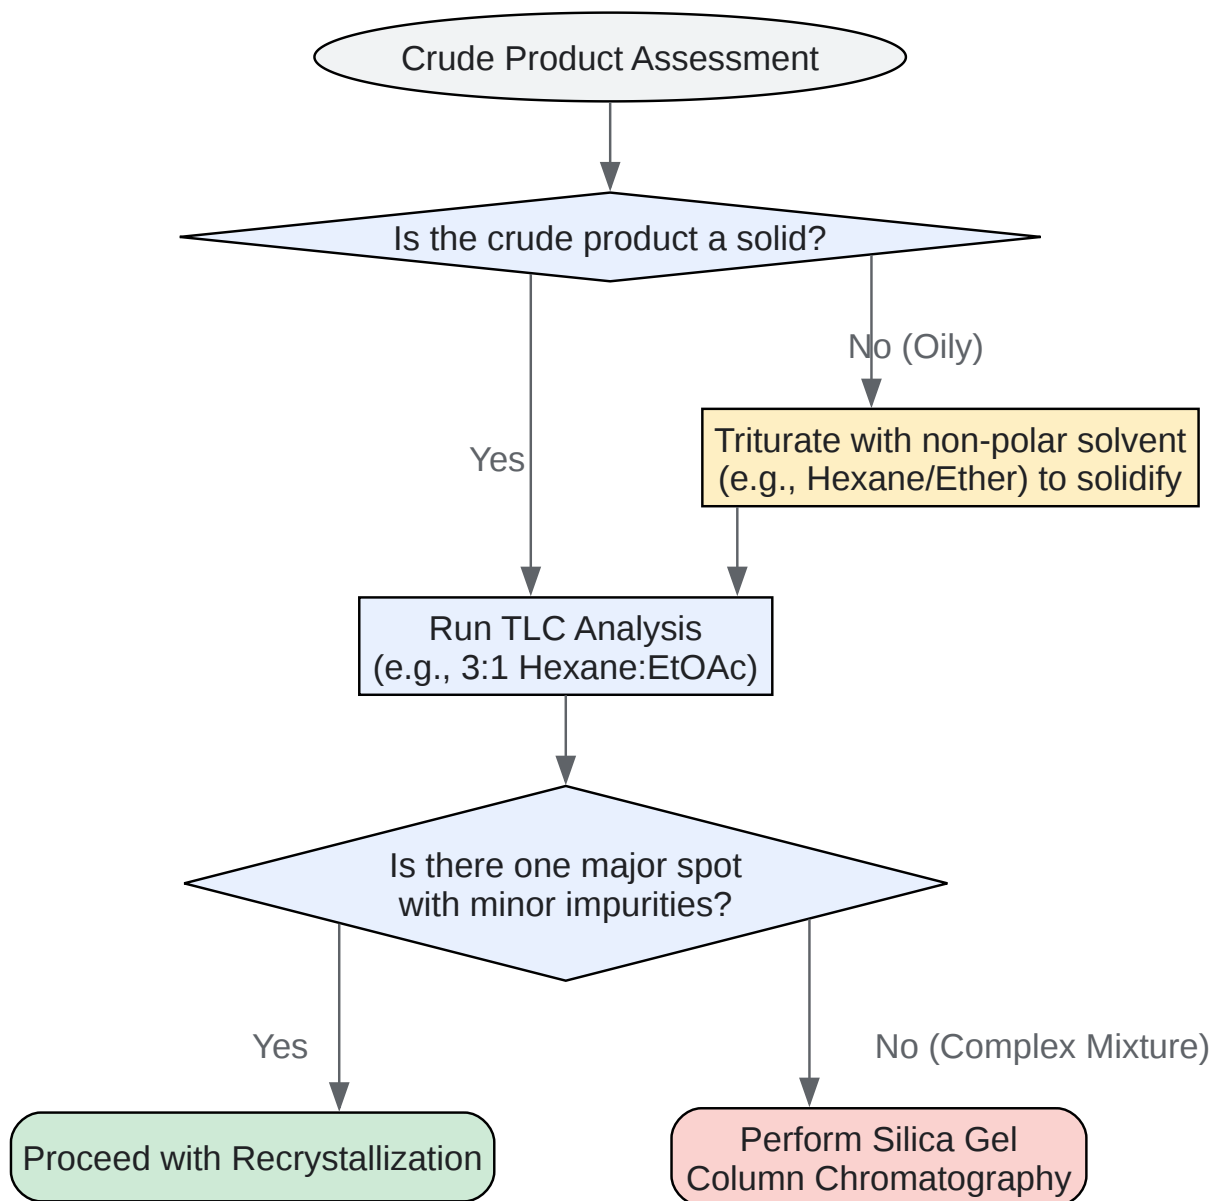 Crude Product Assessment
Is the crude product a solid?
No (Oily)
Triturate with non-polar solvent
(e.g., Hexane/Ether) to solidify
Yes
Run TLC Analysis
(e.g., 3:1 Hexane:EtOAc)
Is there one major spot
with minor impurities?
Yes
No (Complex Mixture)
Proceed with Recrystallization
Perform Silica Gel
Column Chromatography